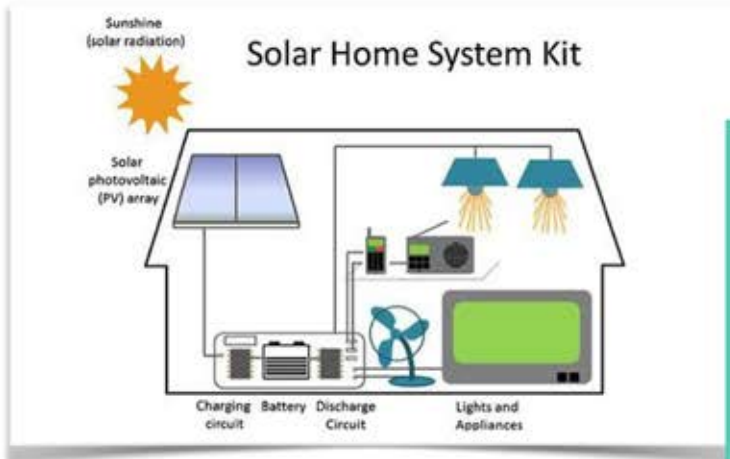 Sunshine
(solar radiation)
Solar Home System Kit
Solar
photovoltaic
(PV) array
Charging
circuit
Battery
Discharge
Circuit
Lights and
Appliances